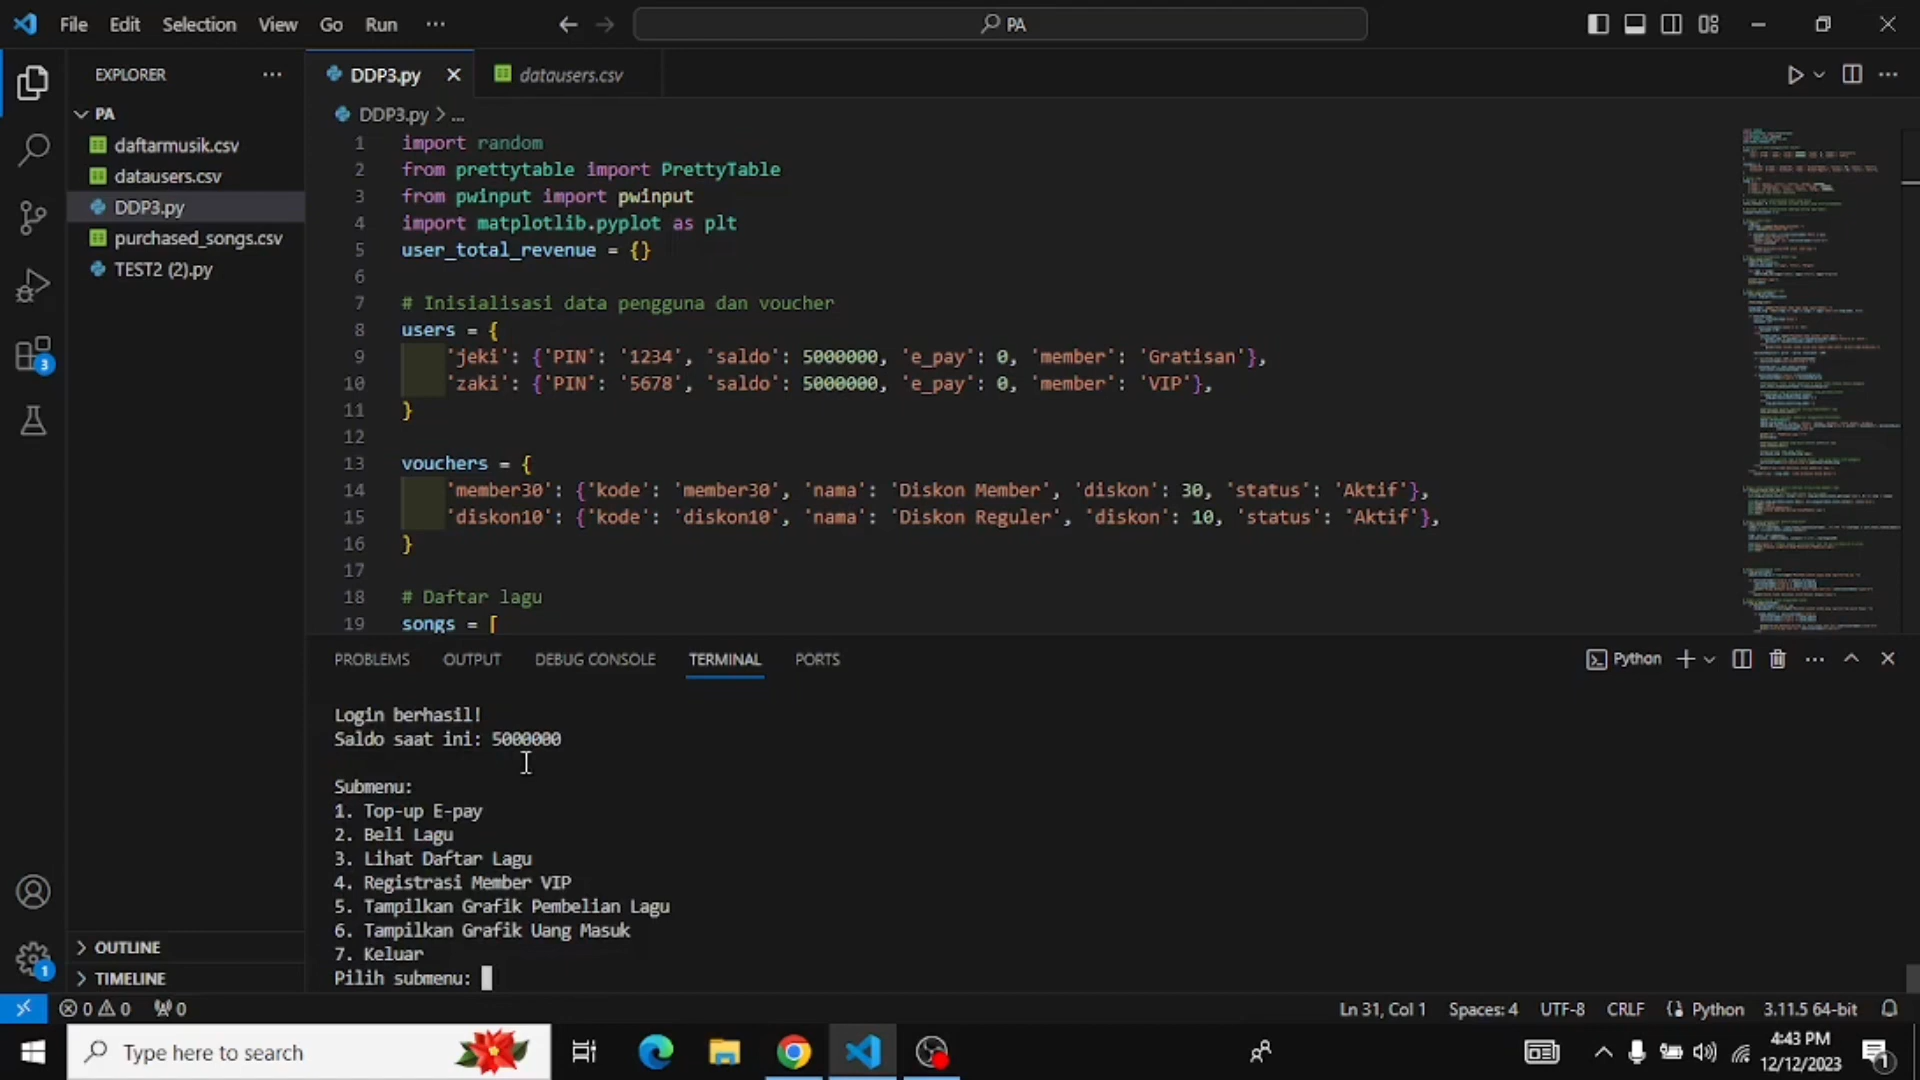 File Edit Selection View Go Run ···
PA
EXPLORER ···
PA
daftarmusik.csv
datausers.csv
DDP3.py
purchased_songs.csv
TEST2 (2).py
OUTLINE
TIMELINE
3
1
DDP3.py datausers.csv
DDP3.py > ...
1 import random
2 from prettytable import PrettyTable
3 from pwinput import pwinput
4 import matplotlib.pyplot as plt
5 user_total_revenue = {}
6
7 # Inisialisasi data pengguna dan voucher
8 users = {
9 'jeki': {'PIN': '1234', 'saldo': 5000000, 'e_pay': 0, 'member': 'Gratisan'},
10 'zaki': {'PIN': '5678', 'saldo': 5000000, 'e_pay': 0, 'member': 'VIP'},
11 }
12
13 vouchers = {
14 'member30': {'kode': 'member30', 'nama': 'Diskon Member', 'diskon': 30, 'status': 'Aktif'},
15 'diskon10': {'kode': 'diskon10', 'nama': 'Diskon Reguler', 'diskon': 10, 'status': 'Aktif'},
16 }
17
18 # Daftar lagu
19 songs = [
PROBLEMS OUTPUT DEBUG CONSOLE TERMINAL PORTS
Python
Login berhasil!
Saldo saat ini: 5000000
Submenu:
1. Top-up E-pay
2. Beli Lagu
3. Lihat Daftar Lagu
4. Registrasi Member VIP
5. Tampilkan Grafik Pembelian Lagu
6. Tampilkan Grafik Uang Masuk
7. Keluar
Pilih submenu:
0 0 0
Ln 31, Col 1 Spaces: 4 UTF-8 CRLF Python 3.11.5 64-bit
Type here to search
4:43 PM
12/12/2023
1